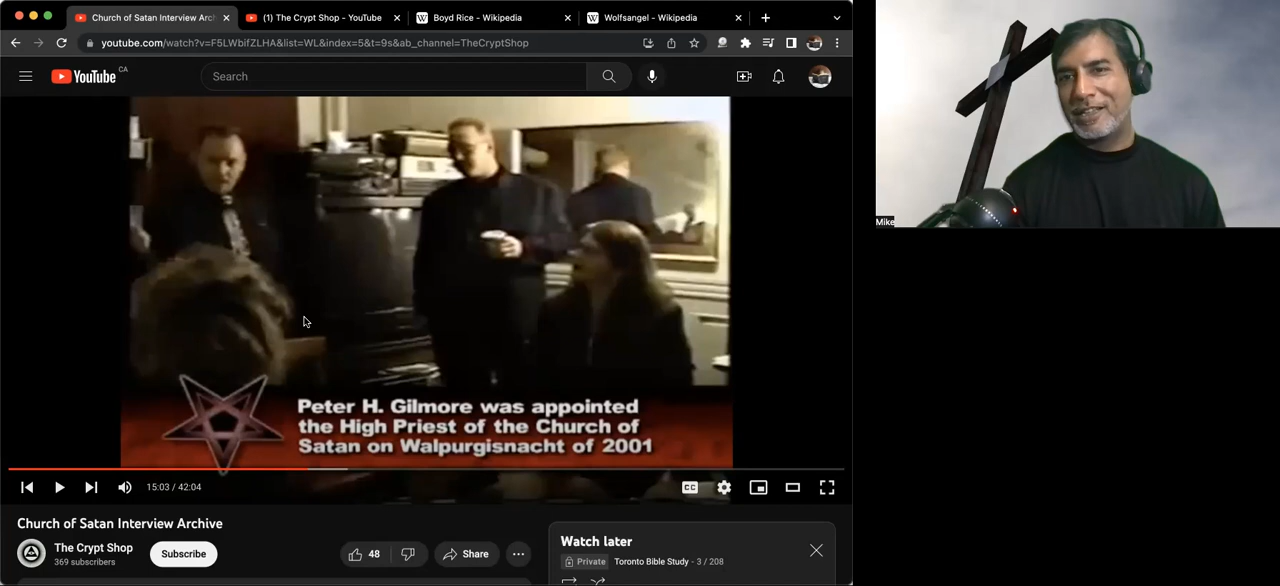 Church of Satan Interview Arch
(1) The Crypt Shop - YouTube
Boyd Rice - Wikipedia
Wolfsangel - Wikipedia
youtube.com/watch?v=F5LWbifZLHA&list=WL&index=5&t=9s&ab_channel=TheCryptShop
YouTube CA
Search
Mike
Peter H. Gilmore was appointed
the High Priest of the Church of
Satan on Walpurgisnacht of 2001
15:03 / 42:04
CC
Church of Satan Interview Archive
The Crypt Shop
369 subscribers
Subscribe
48
Share
Watch later
Private
Toronto Bible Study - 3 / 208